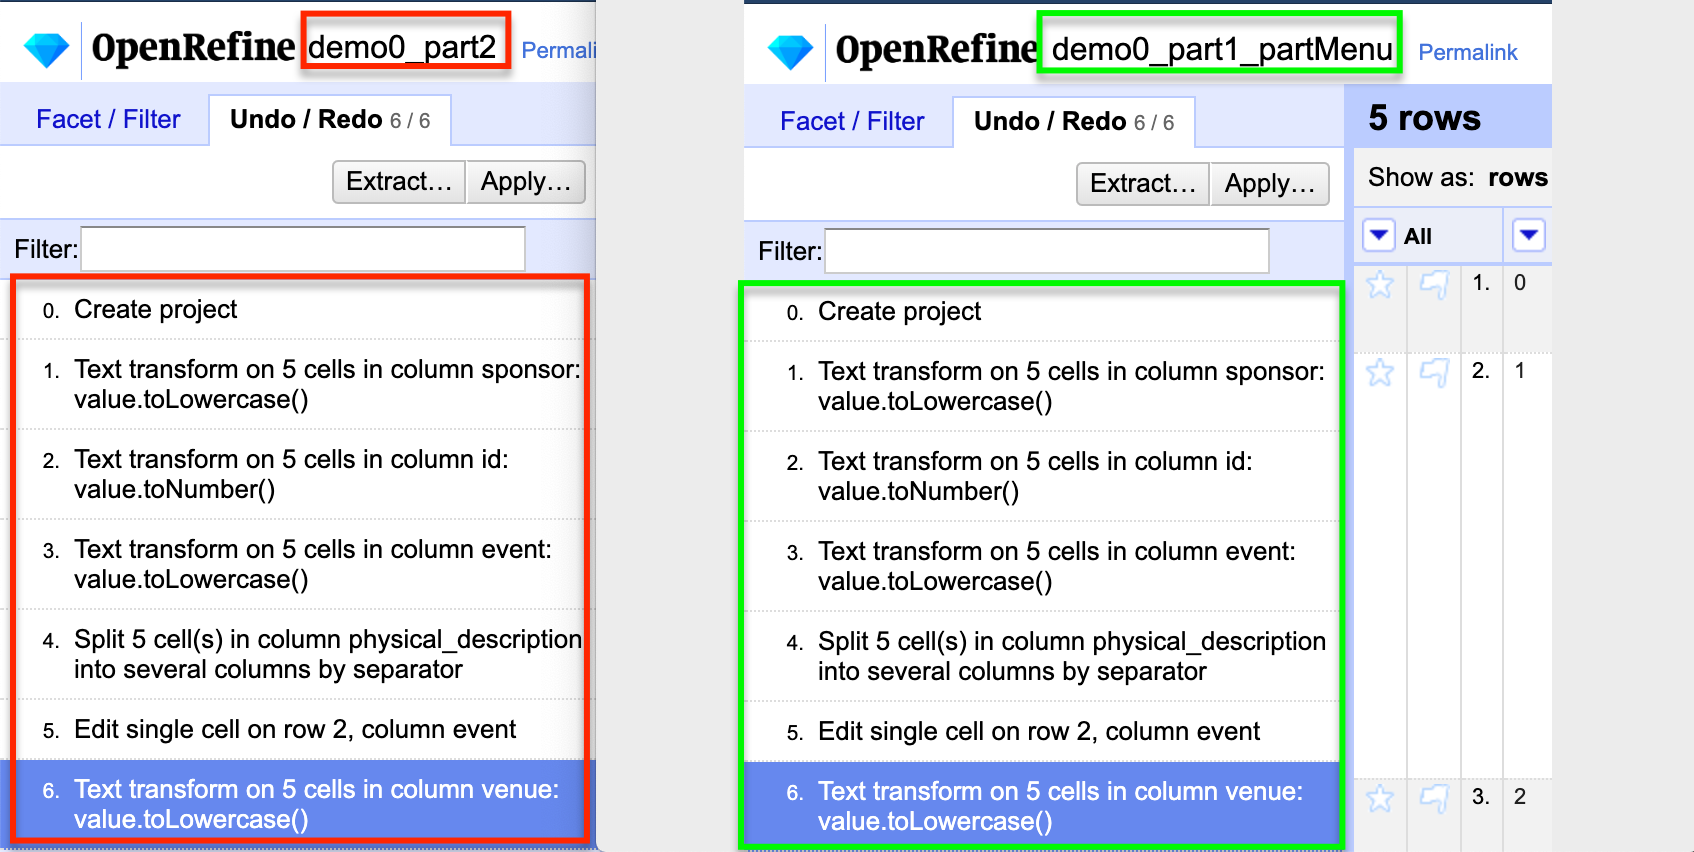 OpenRefine demo0_part2 Permali
Facet / Filter Undo / Redo 6 / 6
Extract... Apply...
Filter:
0. Create project
1. Text transform on 5 cells in column sponsor:
value.toLowercase()
2. Text transform on 5 cells in column id:
value.toNumber()
3. Text transform on 5 cells in column event:
value.toLowercase()
4. Split 5 cell(s) in column physical_description
into several columns by separator
5. Edit single cell on row 2, column event
6. Text transform on 5 cells in column venue:
value.toLowercase()
OpenRefine demo0_part1_partMenu Permalink
Facet / Filter Undo / Redo 6 / 6
Extract... Apply...
Filter:
0. Create project
1. Text transform on 5 cells in column sponsor:
value.toLowercase()
2. Text transform on 5 cells in column id:
value.toNumber()
3. Text transform on 5 cells in column event:
value.toLowercase()
4. Split 5 cell(s) in column physical_description
into several columns by separator
5. Edit single cell on row 2, column event
6. Text transform on 5 cells in column venue:
value.toLowercase()
5 rows
Show as: rows
All
1. 0
2. 1
3. 2